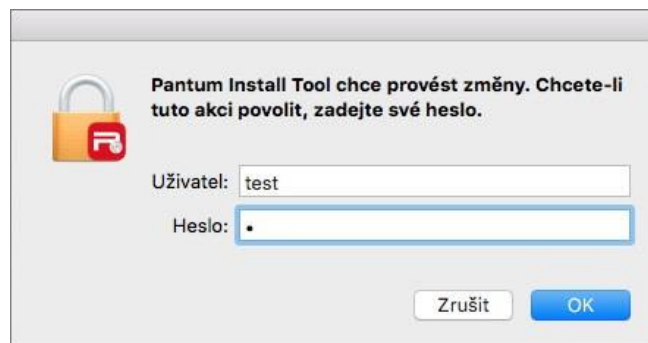 Pantum Install Tool chce provést změny. Chcete-li
tuto akci povolit, zadejte své heslo.
Uživatel: test
Heslo: •
Zrušit OK